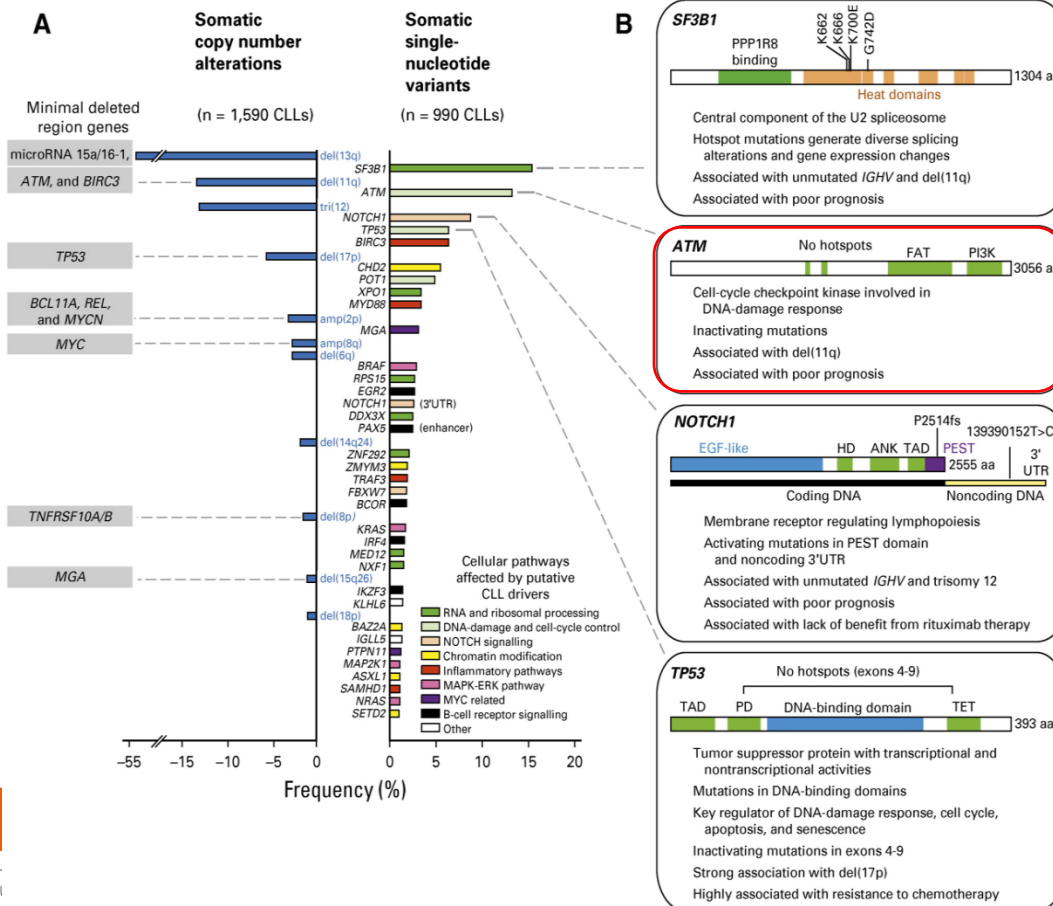 A
Somatic
copy number
alterations
(n = 1,590 CLLs)
Somatic
single-
nucleotide
variants
(n = 990 CLLs)
Minimal deleted
region genes
microRNA 15a/16-1,
ATM, and BIRC3
TP53
BCL11A, REL,
and MYCN
MYC
TNFRSF10A/B
MGA
del(13q)
del(11q)
tri(12)
del(17p)
amp(2p)
amp(8q)
del(6q)
del(14q24)
del(8p)
del(15q26)
del(18p)
SF3B1
ATM
NOTCH1
TP53
BIRC3
CHD2
POT1
XPO1
MYD88
MGA
BRAF
RPS15
EGR2
NOTCH1 (3'UTR)
DDX3X
PAX5 (enhancer)
ZNF292
ZMYM3
TRAF3
FBXW7
BCOR
KRAS
IRF4
MED12
NXF1
IKZF3
KLHL6
BAZ2A
IGLL5
PTPN11
MAP2K1
ASXL1
SAMHD1
NRAS
SETD2
Cellular pathways
affected by putative
CLL drivers
RNA and ribosomal processing
DNA-damage and cell-cycle control
NOTCH signalling
Chromatin modification
Inflammatory pathways
MAPK-ERK pathway
MYC related
B-cell receptor signalling
Other
−55 −15 −10 −5 0 0 5 10 15 20
Frequency (%)
B
SF3B1
K662
K666
K700E
G742D
PPP1R8
binding
1304 a
Heat domains
Central component of the U2 spliceosome
Hotspot mutations generate diverse splicing
alterations and gene expression changes
Associated with unmutated IGHV and del(11q)
Associated with poor prognosis
ATM
No hotspots
FAT PI3K
3056 a
Cell-cycle checkpoint kinase involved in
DNA-damage response
Inactivating mutations
Associated with del(11q)
Associated with poor prognosis
NOTCH1
P2514fs
139390152T>C
EGF-like HD ANK TAD PEST
2555 aa
3'
UTR
Coding DNA Noncoding DNA
Membrane receptor regulating lymphopoiesis
Activating mutations in PEST domain
and noncoding 3'UTR
Associated with unmutated IGHV and trisomy 12
Associated with poor prognosis
Associated with lack of benefit from rituximab therapy
TP53
No hotspots (exons 4-9)
TAD PD DNA-binding domain TET
393 aa
Tumor suppressor protein with transcriptional and
nontranscriptional activities
Mutations in DNA-binding domains
Key regulator of DNA-damage response, cell cycle,
apoptosis, and senescence
Inactivating mutations in exons 4-9
Strong association with del(17p)
Highly associated with resistance to chemotherapy